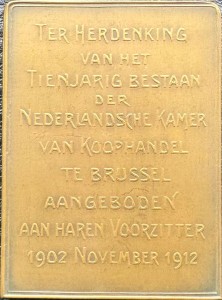 TER HERDENKING
VAN HET
TIENJARIG BESTAAN
DER
NEDERLANDSCHE KAMER
VAN KOOPHANDEL
TE BRUSSEL
AANGEBODEN
AAN HAREN VOORZITTER
1902 NOVEMBER 1912